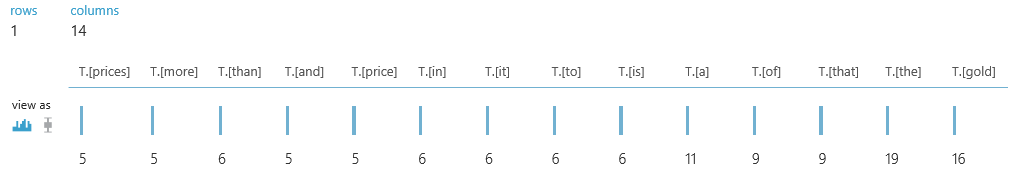 rows columns
1 14
T.[prices] T.[more] T.[than] T.[and] T.[price] T.[in] T.[it] T.[to] T.[is] T.[a] T.[of] T.[that] T.[the] T.[gold]
view as
5 5 6 5 5 6 6 6 6 11 9 9 19 16